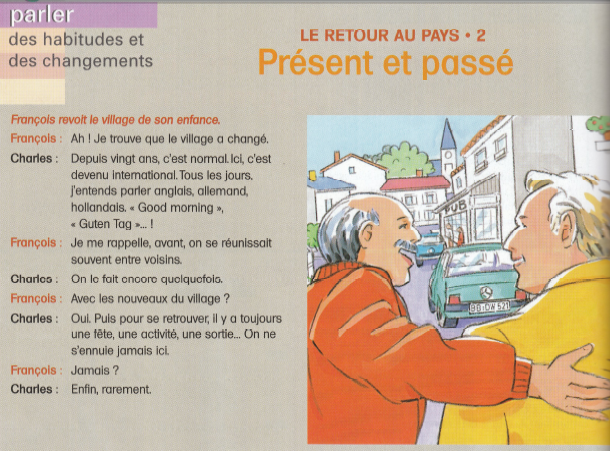 parler
des habitudes et
des changements
LE RETOUR AU PAYS • 2
Présent et passé
François revoit le village de son enfance.
François : Ah ! Je trouve que le village a changé.
Charles : Depuis vingt ans, c'est normal. Ici, c'est
devenu international. Tous les jours,
j'entends parler anglais, allemand,
hollandais. « Good morning »,
« Guten Tag »... !
François : Je me rappelle, avant, on se réunissait
souvent entre voisins.
Charles : On le fait encore quelquefois.
François : Avec les nouveaux du village ?
Charles : Oui. Puis pour se retrouver, il y a toujours
une fête, une activité, une sortie... On ne
s'ennuie jamais ici.
François : Jamais ?
Charles : Enfin, rarement.
PUB